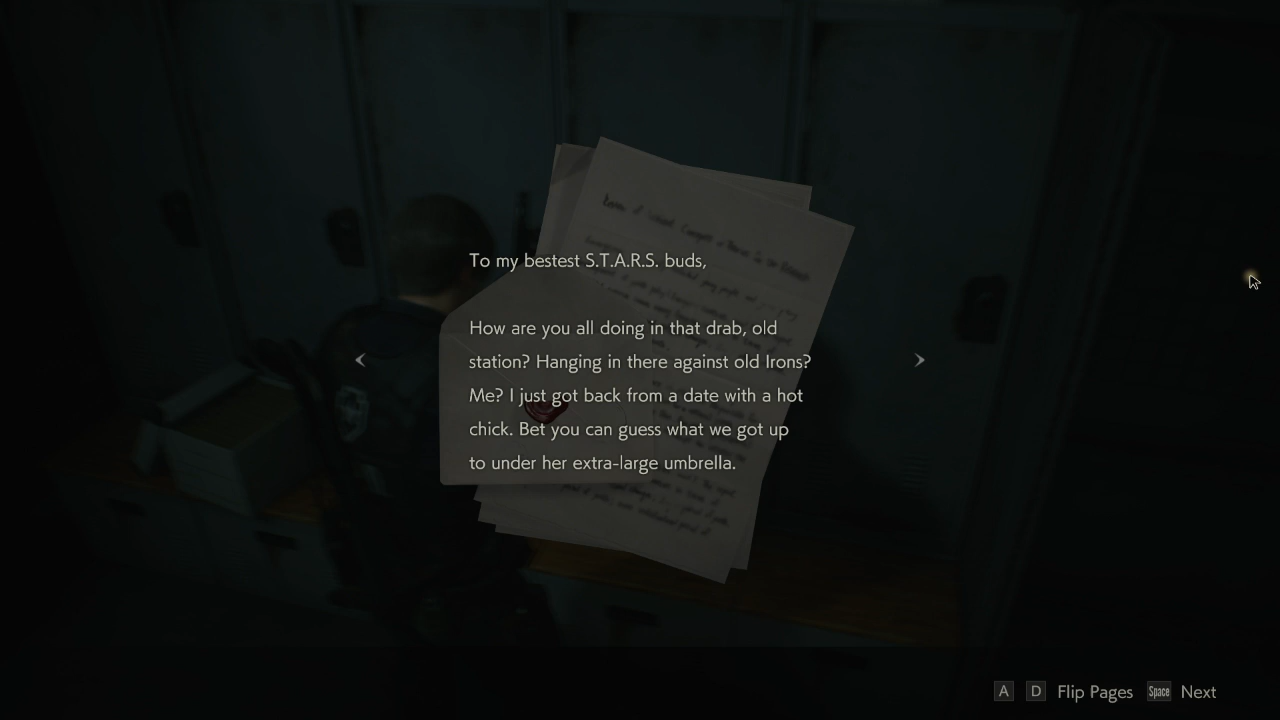 To my bestest S.T.A.R.S. buds,
How are you all doing in that drab, old
station? Hanging in there against old Irons?
Me? I just got back from a date with a hot
chick. Bet you can guess what we got up
to under her extra-large umbrella.
A D Flip Pages Space Next